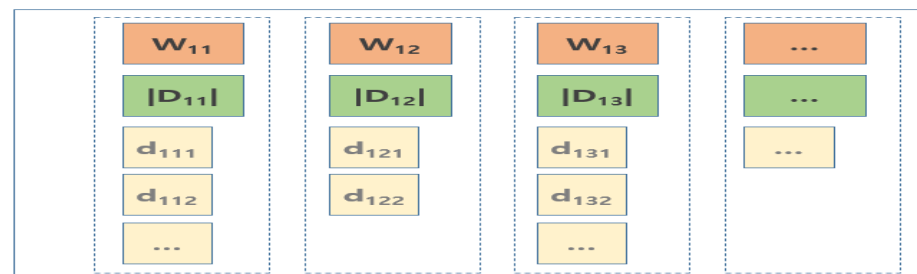 W₁₁ W₁₂ W₁₃ ...
|D₁₁| |D₁₂| |D₁₃| ...
d₁₁₁ d₁₂₁ d₁₃₁ ...
d₁₁₂ d₁₂₂ d₁₃₂
... ...